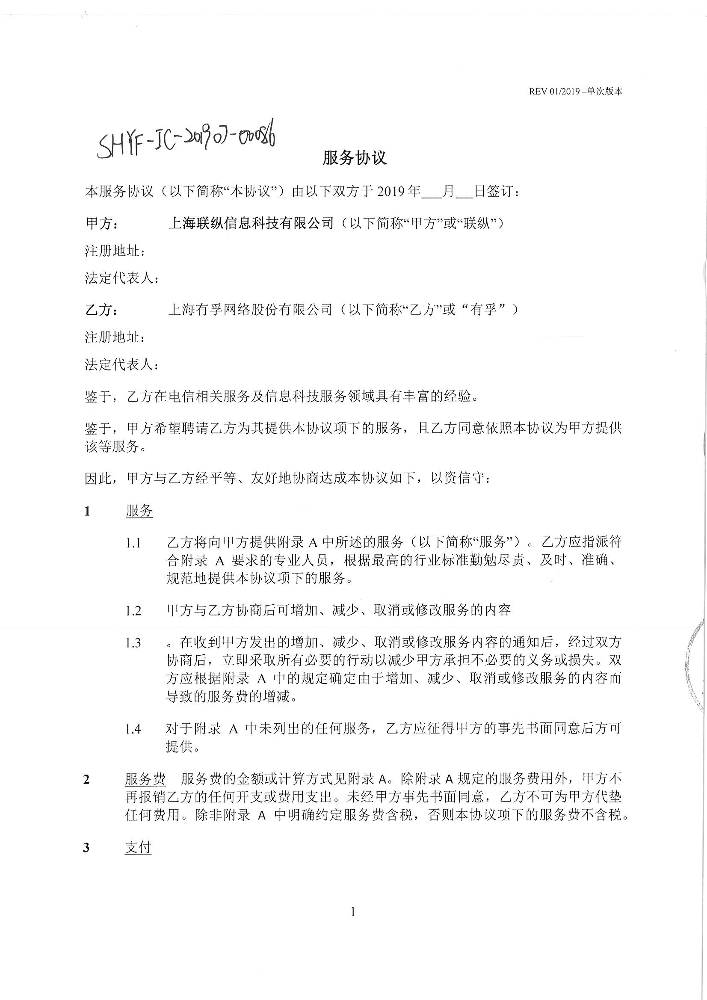 REV 01/2019 –单次版本
SHYF-IC-201907-00086
服务协议
本服务协议（以下简称“本协议”）由以下双方于 2019 年___月___日签订：
甲方： 上海联纵信息科技有限公司（以下简称“甲方”或“联纵”）
注册地址：
法定代表人：
乙方： 上海有孚网络股份有限公司（以下简称“乙方”或“有孚”）
注册地址：
法定代表人：
鉴于，乙方在电信相关服务及信息科技服务领域具有丰富的经验。
鉴于，甲方希望聘请乙方为其提供本协议项下的服务，且乙方同意依照本协议为甲方提供
该等服务。
因此，甲方与乙方经平等、友好地协商达成本协议如下，以资信守：
1 服务
1.1 乙方将向甲方提供附录 A 中所述的服务（以下简称“服务”）。乙方应指派符
合附录 A 要求的专业人员，根据最高的行业标准勤勉尽责、及时、准确、
规范地提供本协议项下的服务。
1.2 甲方与乙方协商后可增加、减少、取消或修改服务的内容
1.3 。在收到甲方发出的增加、减少、取消或修改服务内容的通知后，经过双方
协商后，立即采取所有必要的行动以减少甲方承担不必要的义务或损失。双
方应根据附录 A 中的规定确定由于增加、减少、取消或修改服务的内容而
导致的服务费的增减。
1.4 对于附录 A 中未列出的任何服务，乙方应征得甲方的事先书面同意后方可
提供。
2 服务费 服务费的金额或计算方式见附录 A。除附录 A 规定的服务费用外，甲方不
再报销乙方的任何开支或费用支出。未经甲方事先书面同意，乙方不可为甲方代垫
任何费用。除非附录 A 中明确约定服务费含税，否则本协议项下的服务费不含税。
3 支付
1